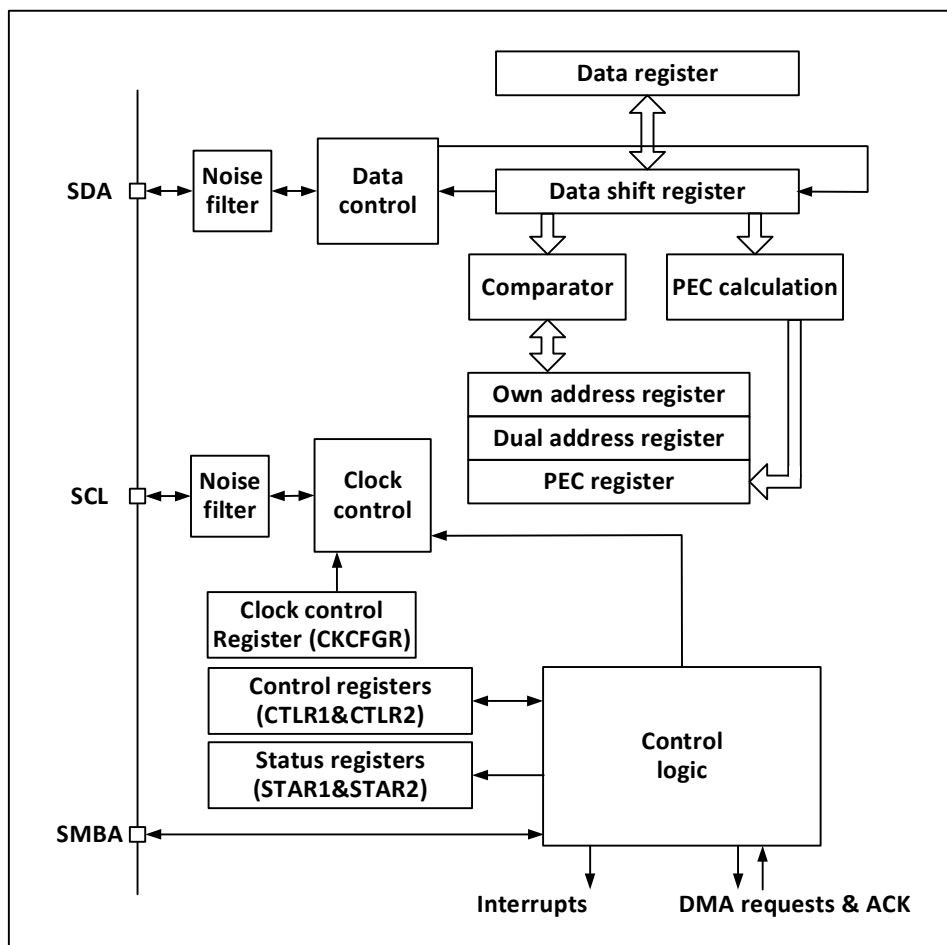 Data register
SDA
Noise
filter
Data
control
Data shift register
Comparator
PEC calculation
Own address register
Dual address register
PEC register
SCL
Noise
filter
Clock
control
Clock control
Register (CKCFGR)
Control registers
(CTLR1&CTLR2)
Status registers
(STAR1&STAR2)
Control
logic
SMBA
Interrupts
DMA requests & ACK